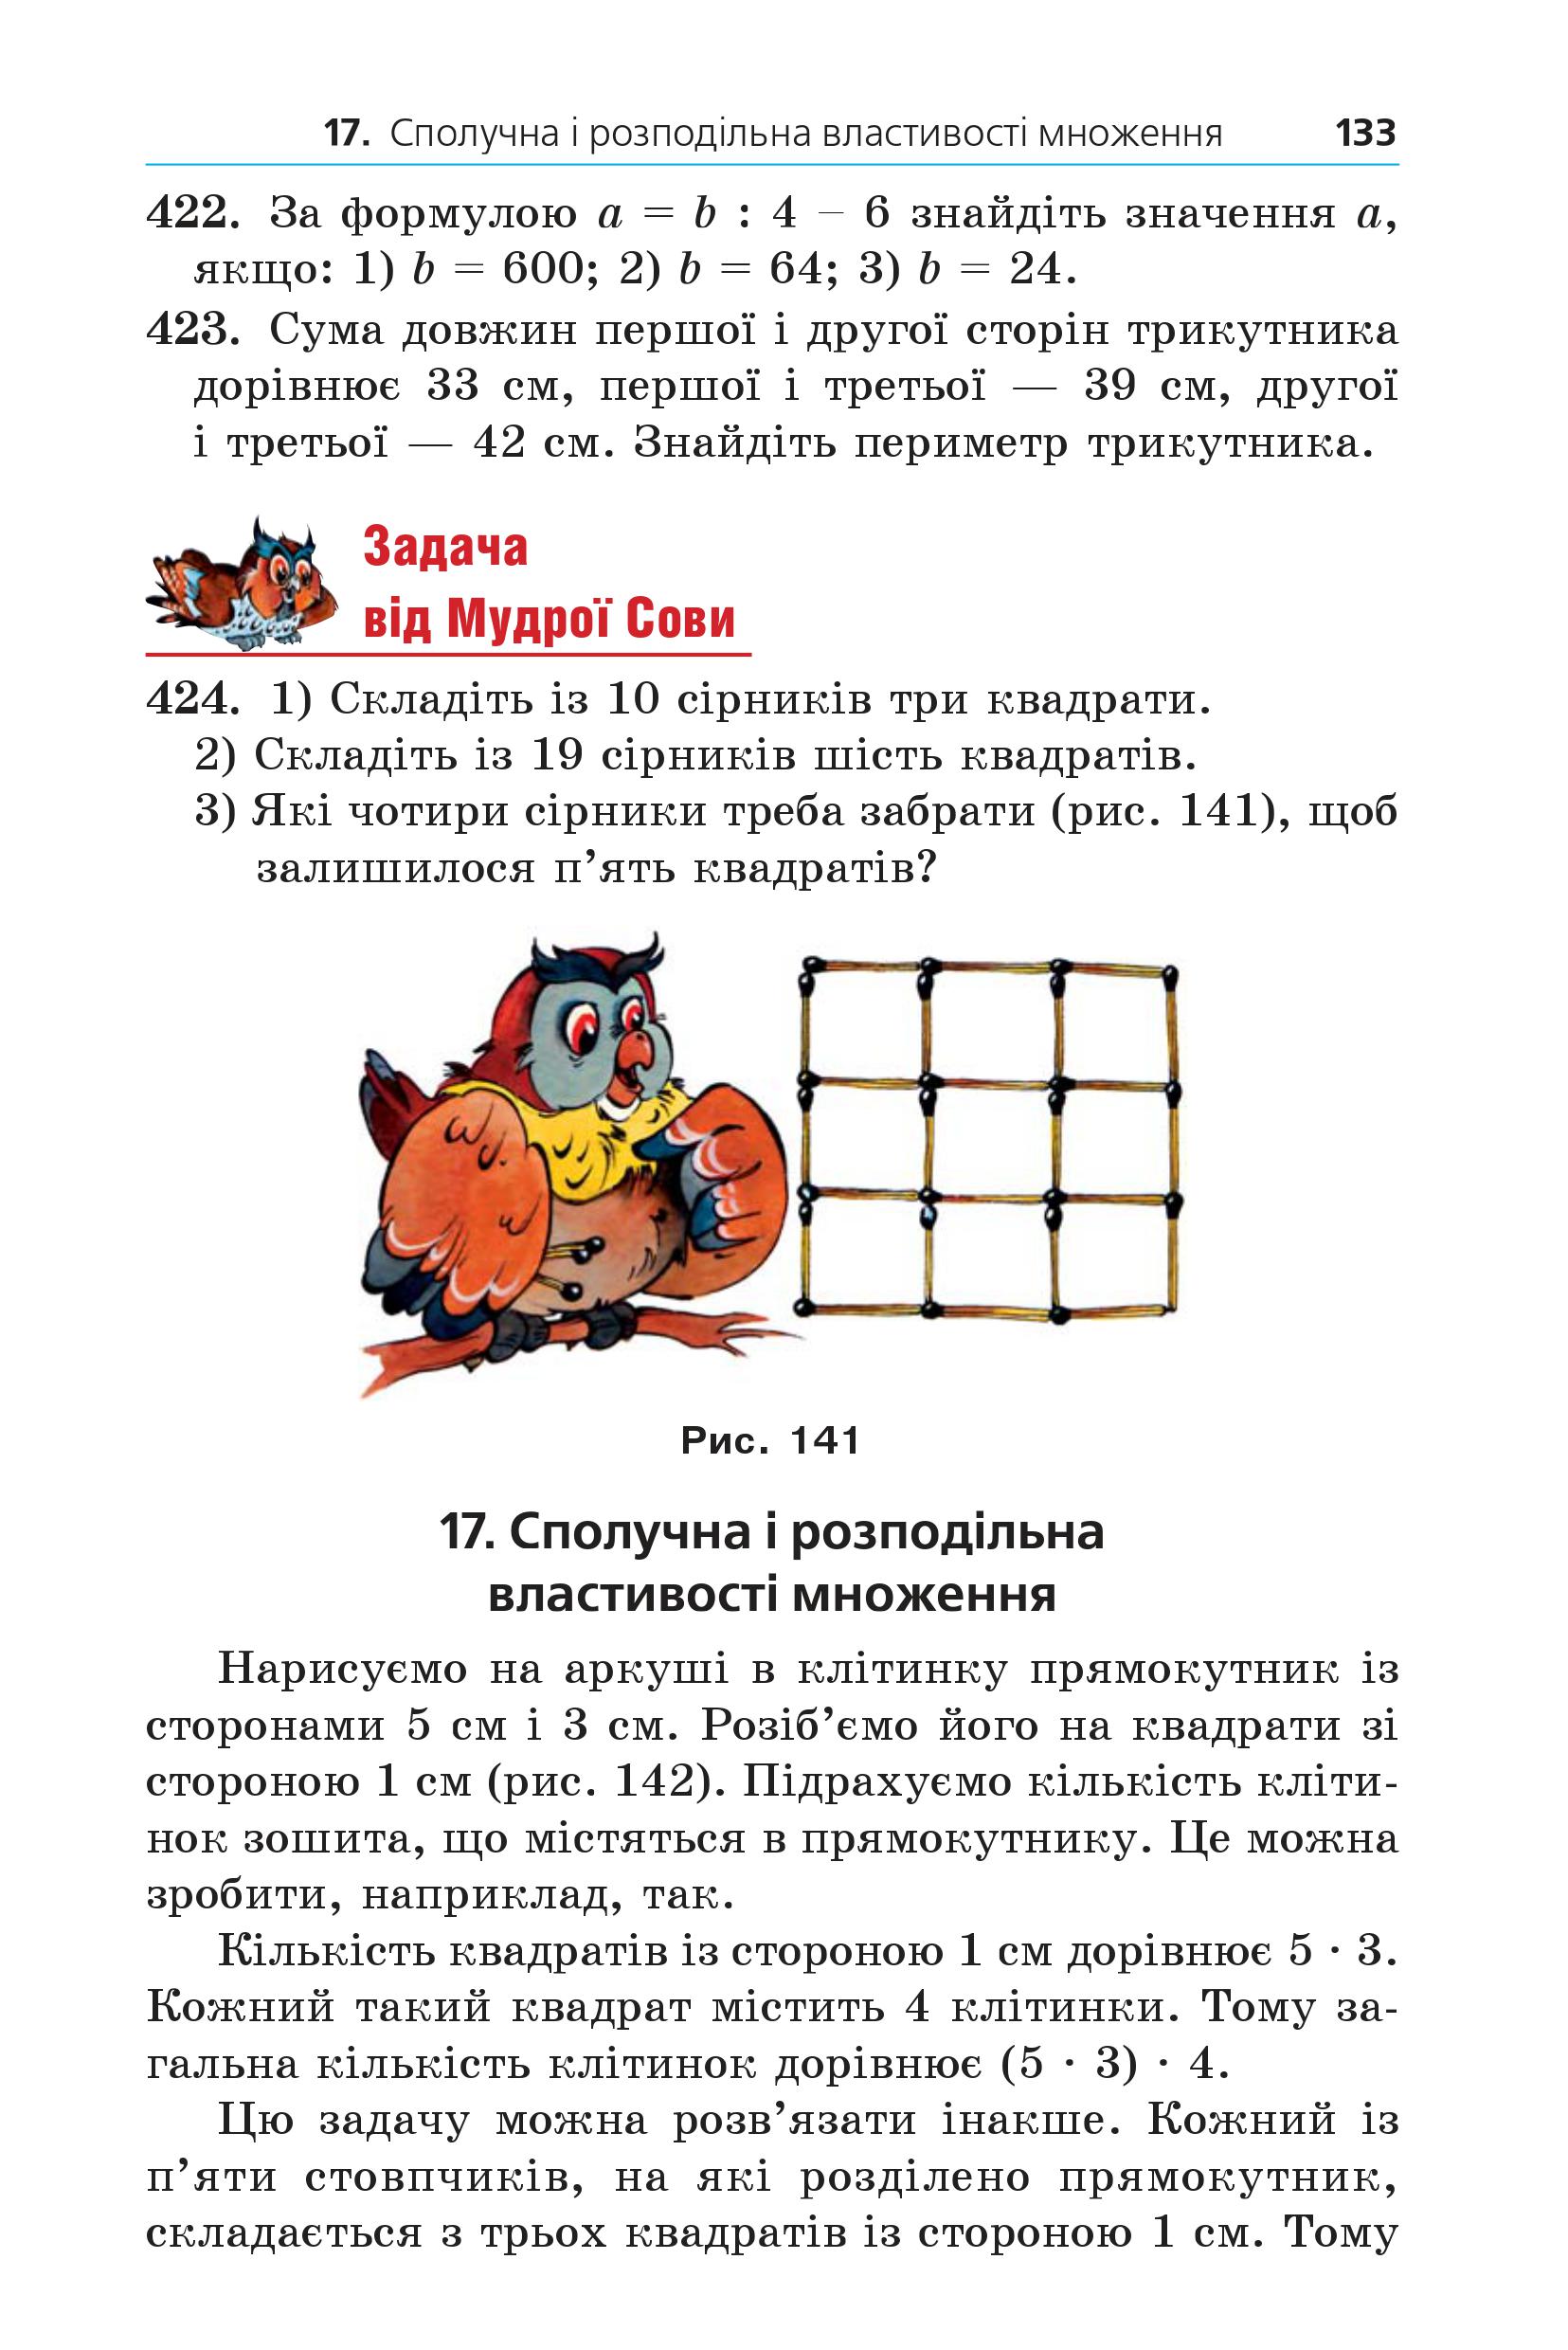 17. Сполучна і розподільна властивості множення 133
422. За формулою a = b : 4 – 6 знайдіть значення a,
якщо: 1) b = 600; 2) b = 64; 3) b = 24.
423. Сума довжин першої і другої сторін трикутника
дорівнює 33 см, першої і третьої — 39 см, другої
і третьої — 42 см. Знайдіть периметр трикутника.
Задача
від Мудрої Сови
424. 1) Складіть із 10 сірників три квадрати.
2) Складіть із 19 сірників шість квадратів.
3) Які чотири сірники треба забрати (рис. 141), щоб
залишилося п’ять квадратів?
Рис. 141
17. Сполучна і розподільна
властивості множення
Нарисуємо на аркуші в клітинку прямокутник із
сторонами 5 см і 3 см. Розіб’ємо його на квадрати зі
стороною 1 см (рис. 142). Підрахуємо кількість кліти-
нок зошита, що містяться в прямокутнику. Це можна
зробити, наприклад, так.
Кількість квадратів із стороною 1 см дорівнює 5 · 3.
Кожний такий квадрат містить 4 клітинки. Тому за-
гальна кількість клітинок дорівнює (5 · 3) · 4.
Цю задачу можна розв’язати інакше. Кожний із
п’яти стовпчиків, на які розділено прямокутник,
складається з трьох квадратів із стороною 1 см. Тому